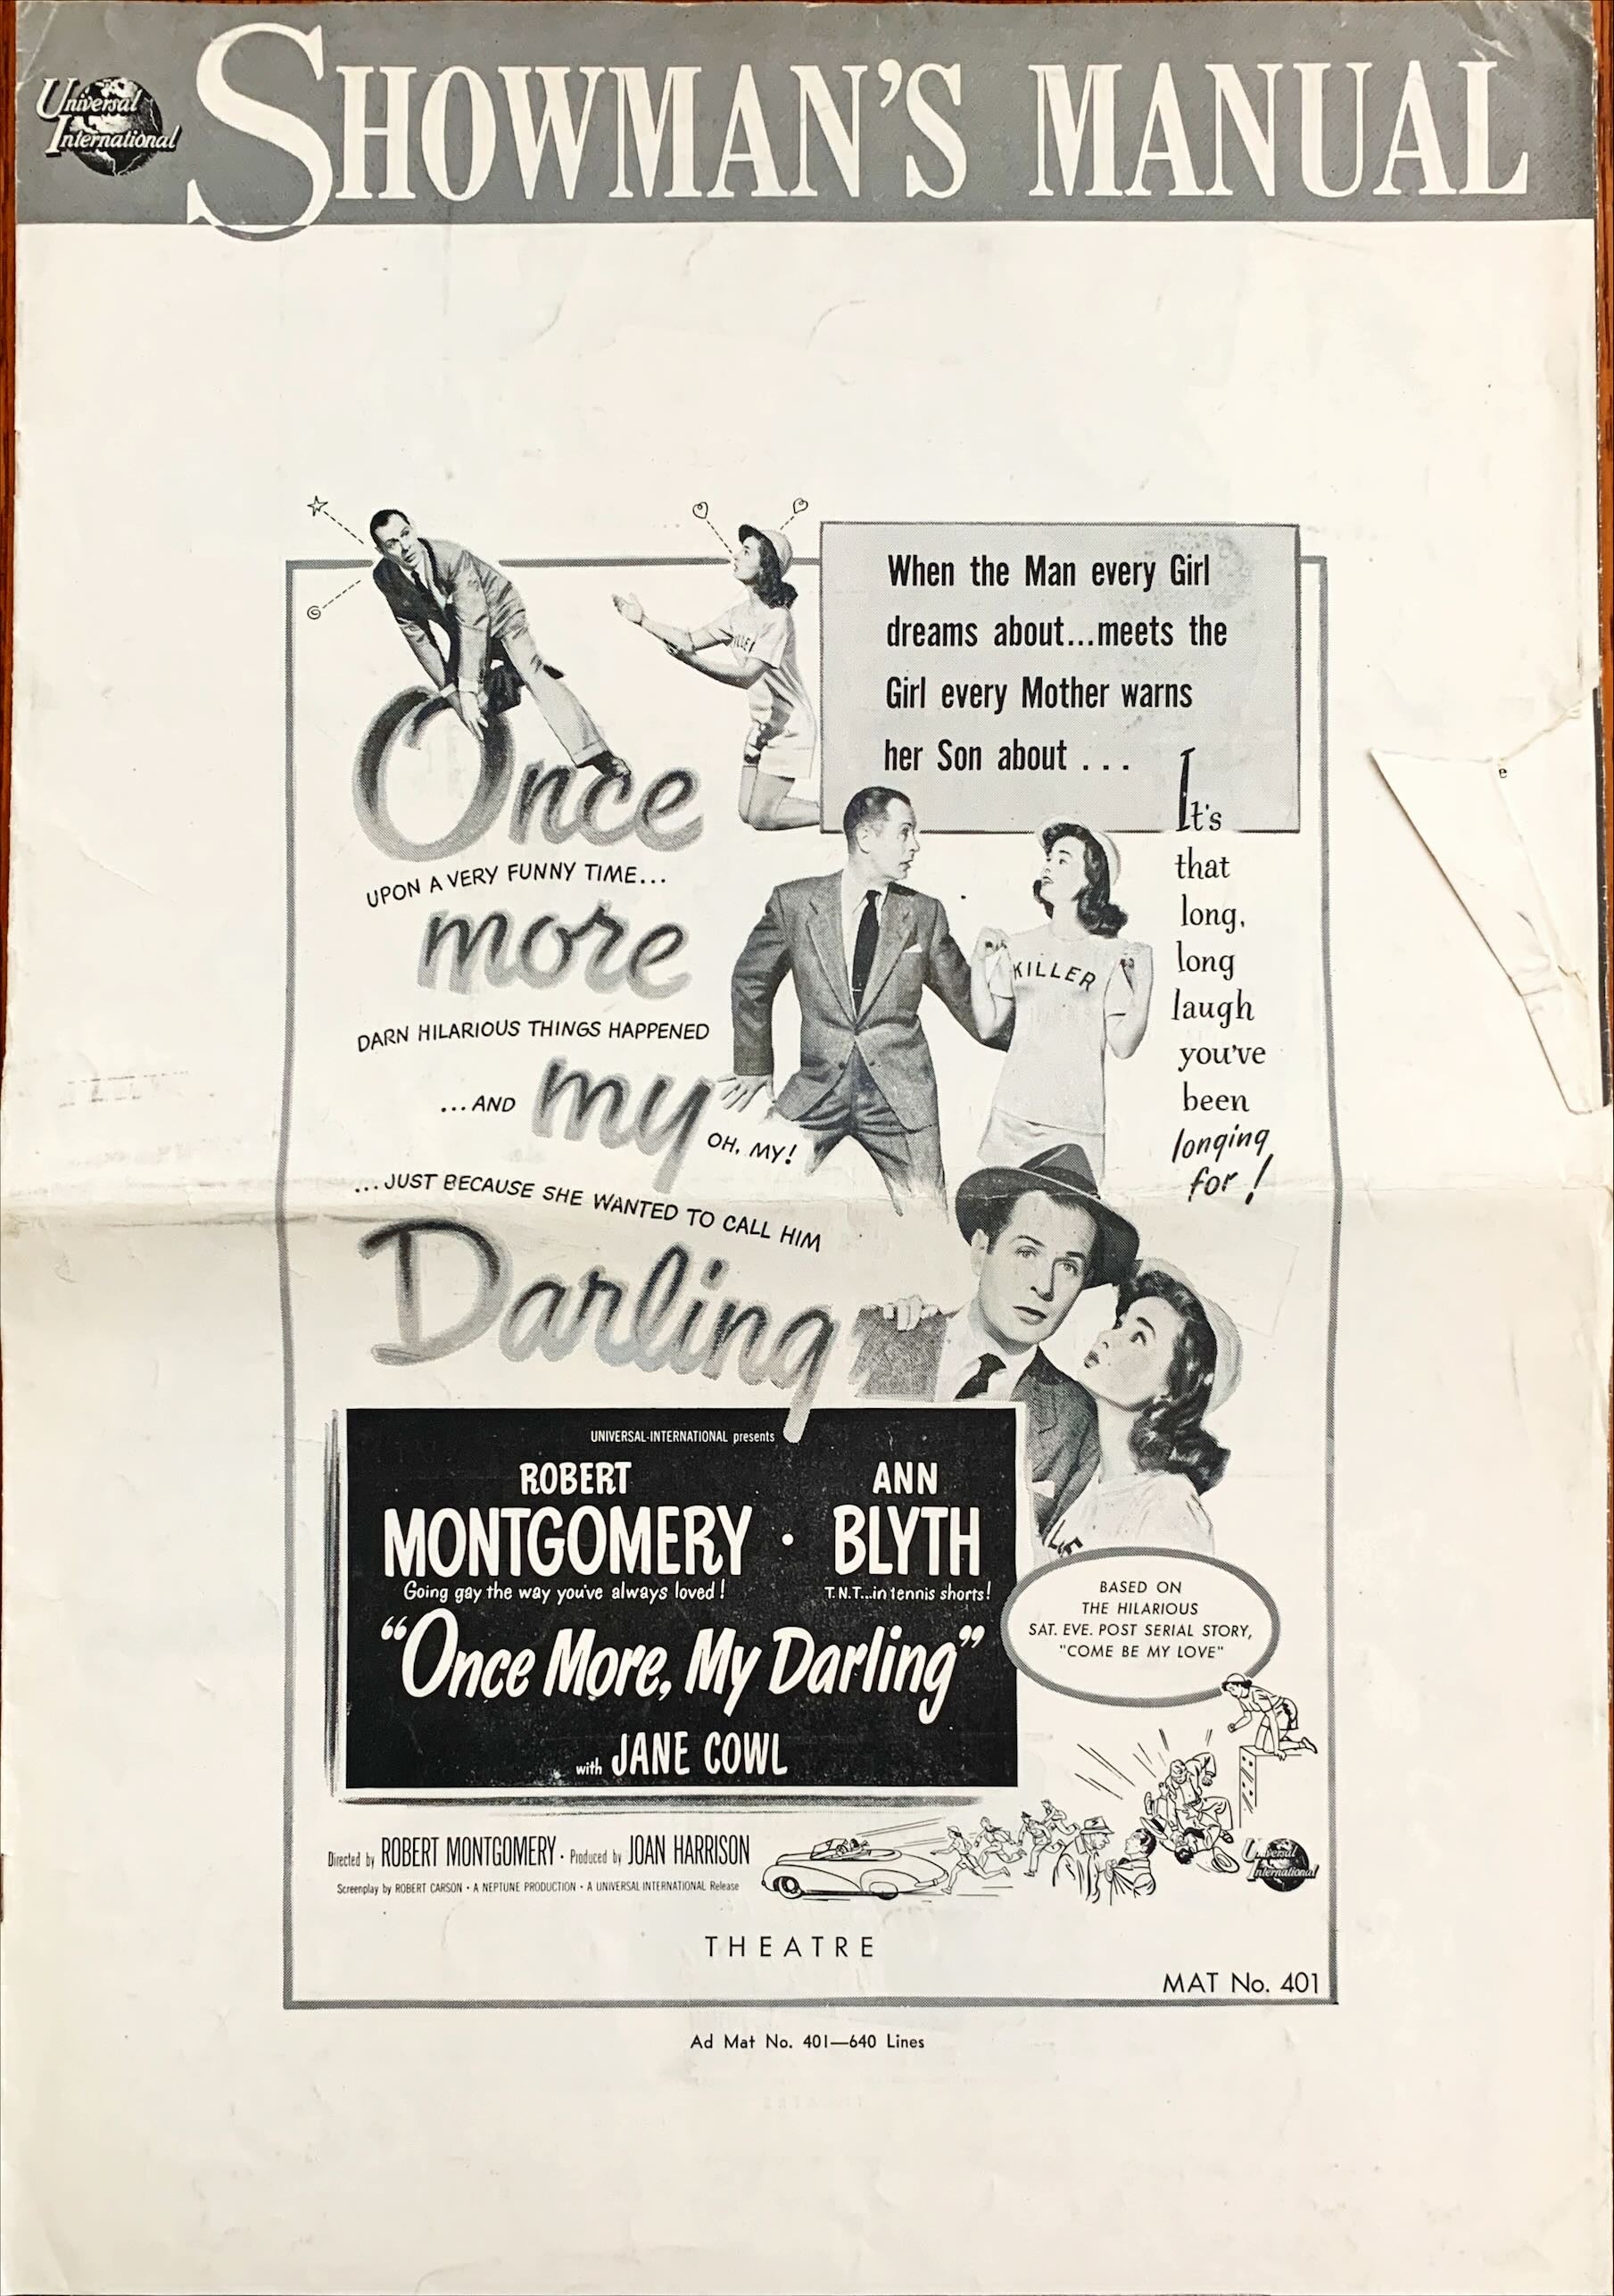 Universal
International
SHOWMAN'S MANUAL
When the Man every Girl
dreams about...meets the
Girl every Mother warns
her Son about ...
Once
UPON A VERY FUNNY TIME...
more
DARN HILARIOUS THINGS HAPPENED
...AND my OH, MY!
...JUST BECAUSE SHE WANTED TO CALL HIM
Darling
KILLER
It's
that
long,
long
laugh
you've
been
longing
for!
UNIVERSAL-INTERNATIONAL presents
ROBERT
MONTGOMERY · 
Going gay the way you've always loved!
ANN
BLYTH
T.N.T...in tennis shorts!
"Once More, My Darling"
with JANE COWL
BASED ON
THE HILARIOUS
SAT. EVE. POST SERIAL STORY,
"COME BE MY LOVE"
Directed by ROBERT MONTGOMERY · Produced by JOAN HARRISON
Screenplay by ROBERT CARSON · A NEPTUNE PRODUCTION · A UNIVERSAL INTERNATIONAL Release
Universal
International
THEATRE
MAT No. 401
Ad Mat No. 401—640 Lines